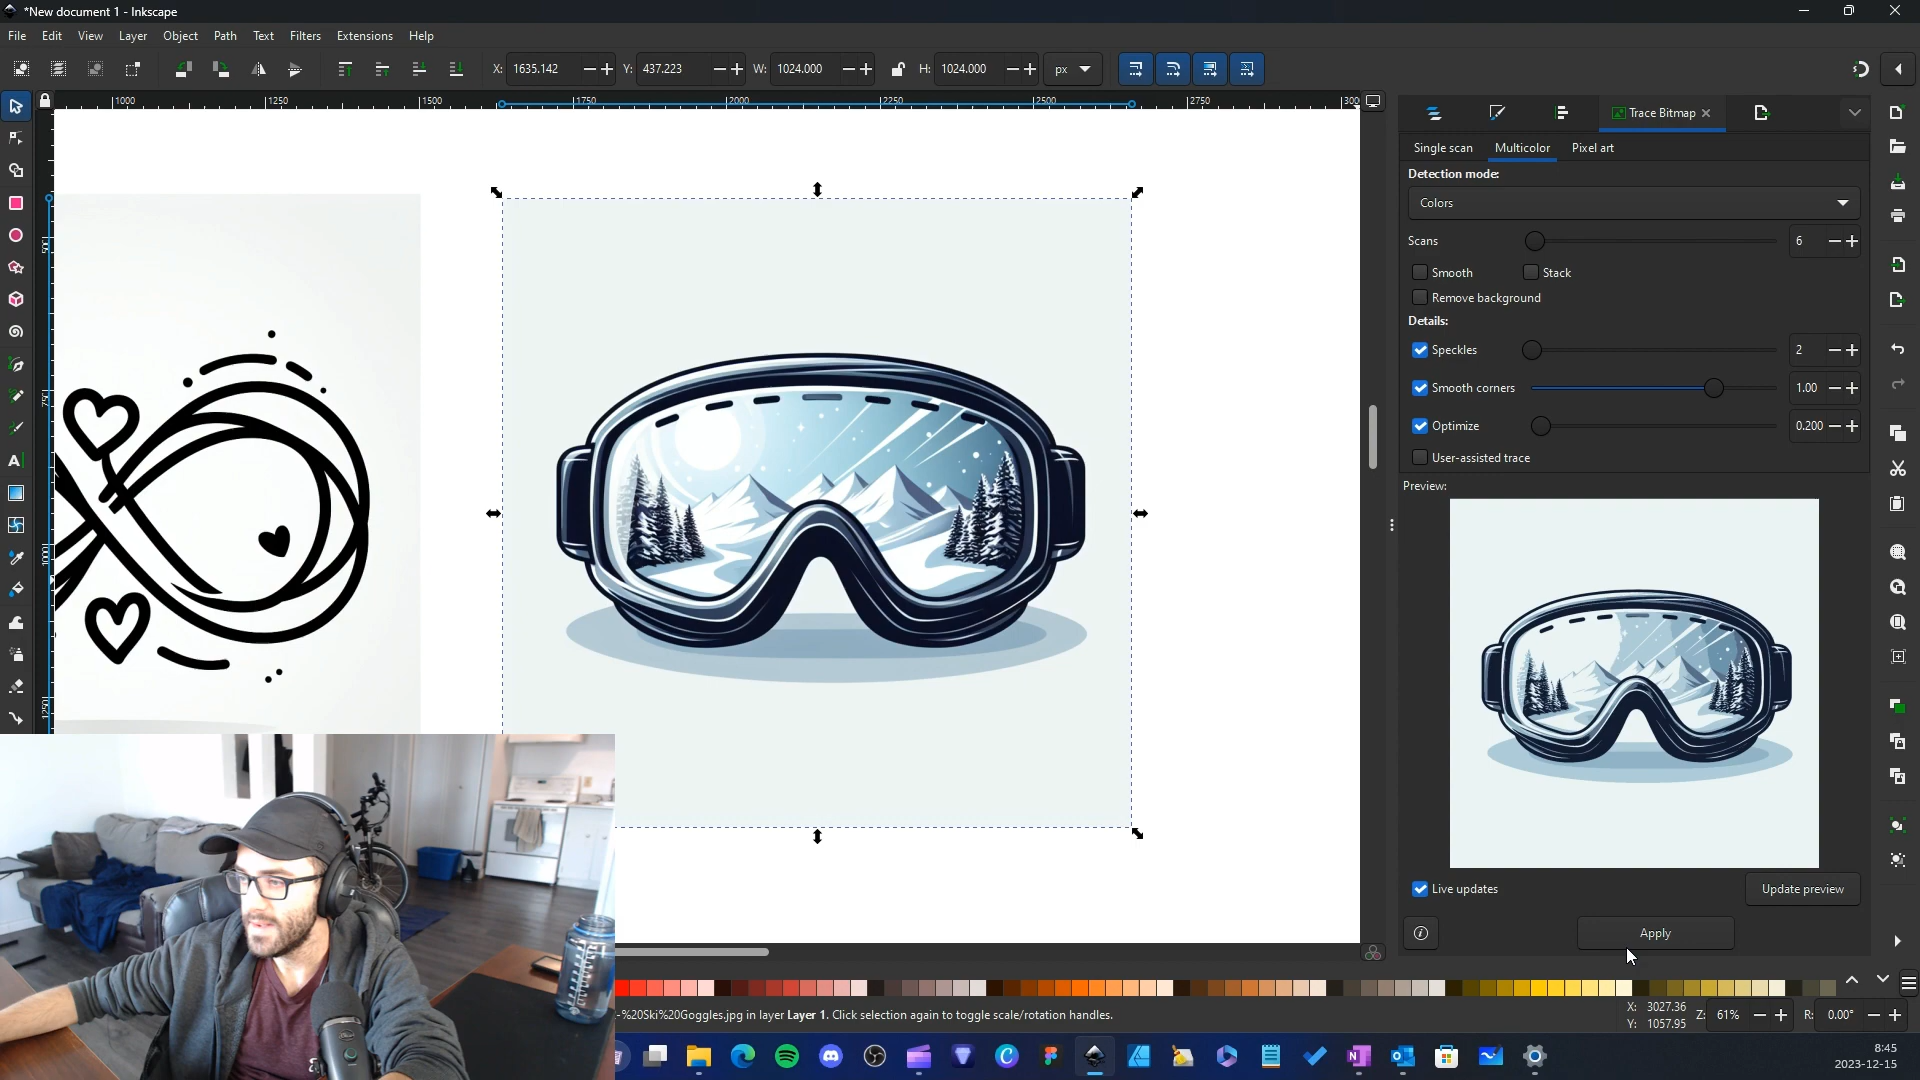 *New document 1 - Inkscape
File Edit View Layer Object Path Text Filters Extensions Help
X: 1635.142 Y: 437.223 W: 1024.000 H: 1024.000 px
1000 1250 1500 1750 2000 2250 2500 2750 300
Trace Bitmap
Single scan Multicolor Pixel art
Detection mode:
Colors
Scans 6
Smooth Stack
Remove background
Details:
Speckles 2
Smooth corners 1.00
Optimize 0.200
User-assisted trace
Preview:
Live updates Update preview
Apply
-%20Ski%20Goggles.jpg in layer Layer 1. Click selection again to toggle scale/rotation handles.
X: 3027.36
Y: 1057.95
Z: 61% R: 0.00°
8:45
2023-12-15